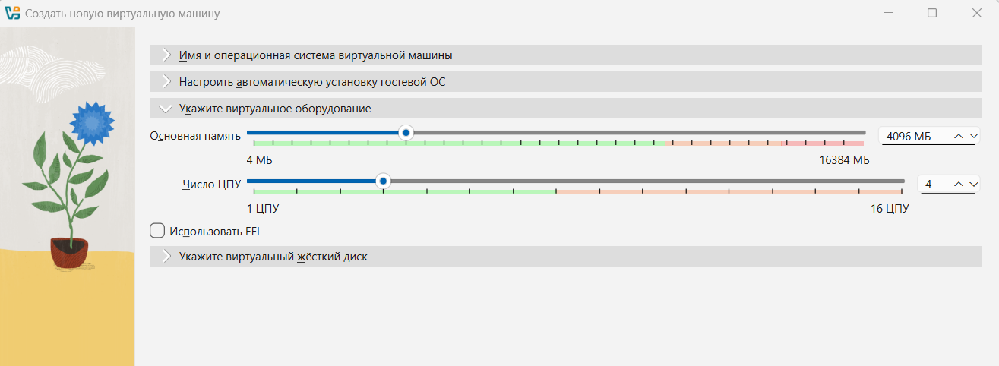 Создать новую виртуальную машину
Имя и операционная система виртуальной машины
Настроить автоматическую установку гостевой ОС
Укажите виртуальное оборудование
Основная память 4096 МБ
4 МБ 16384 МБ
Число ЦПУ 4
1 ЦПУ 16 ЦПУ
Использовать EFI
Укажите виртуальный жёсткий диск